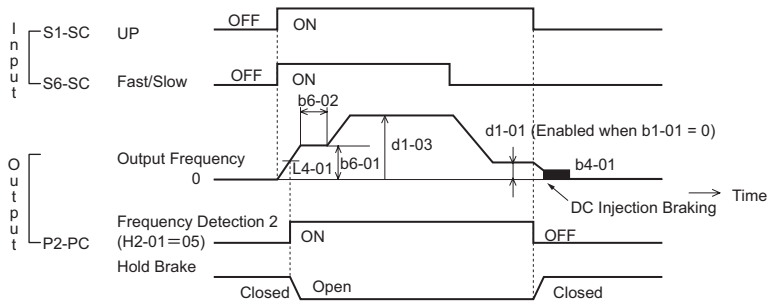 Input
S1-SC UP OFF ON
S6-SC Fast/Slow OFF ON
b6-02
d1-01 (Enabled when b1-01 = 0)
d1-03
Output
Output Frequency
L4-01 b6-01
b4-01
0
Time
DC Injection Braking
Frequency Detection 2
(H2-01=05)
P2-PC
ON OFF
Hold Brake
Closed Open Closed